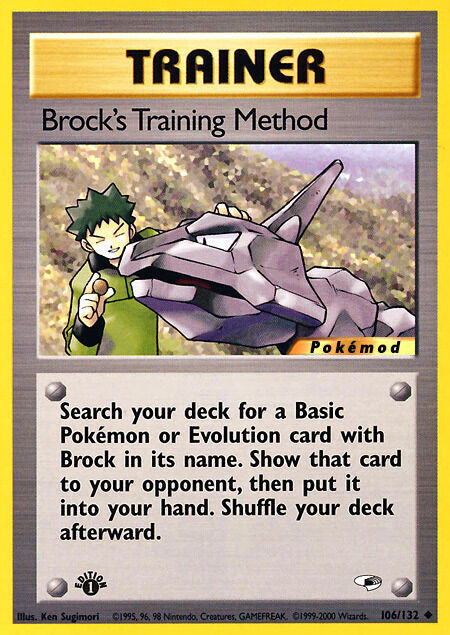 TRAINER
Brock's Training Method
Pokémod
Search your deck for a Basic
Pokémon or Evolution card with
Brock in its name. Show that card
to your opponent, then put it
into your hand. Shuffle your deck
afterward.
EDITION
1
Illus. Ken Sugimori ©1995, 96, 98 Nintendo, Creatures, GAMEFREAK. ©1999-2000 Wizards. 106/132